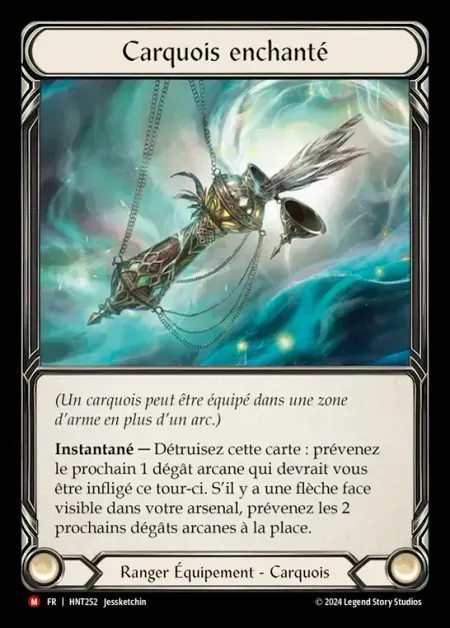 Carquois enchanté
(Un carquois peut être équipé dans une zone
d'arme en plus d'un arc.)
Instantané — Détruisez cette carte : prévenez
le prochain 1 dégât arcane qui devrait vous
être infligé ce tour-ci. S'il y a une flèche face
visible dans votre arsenal, prévenez les 2
prochains dégâts arcanes à la place.
Ranger Équipement - Carquois
M FR | HNT252 Jessketchin © 2024 Legend Story Studios